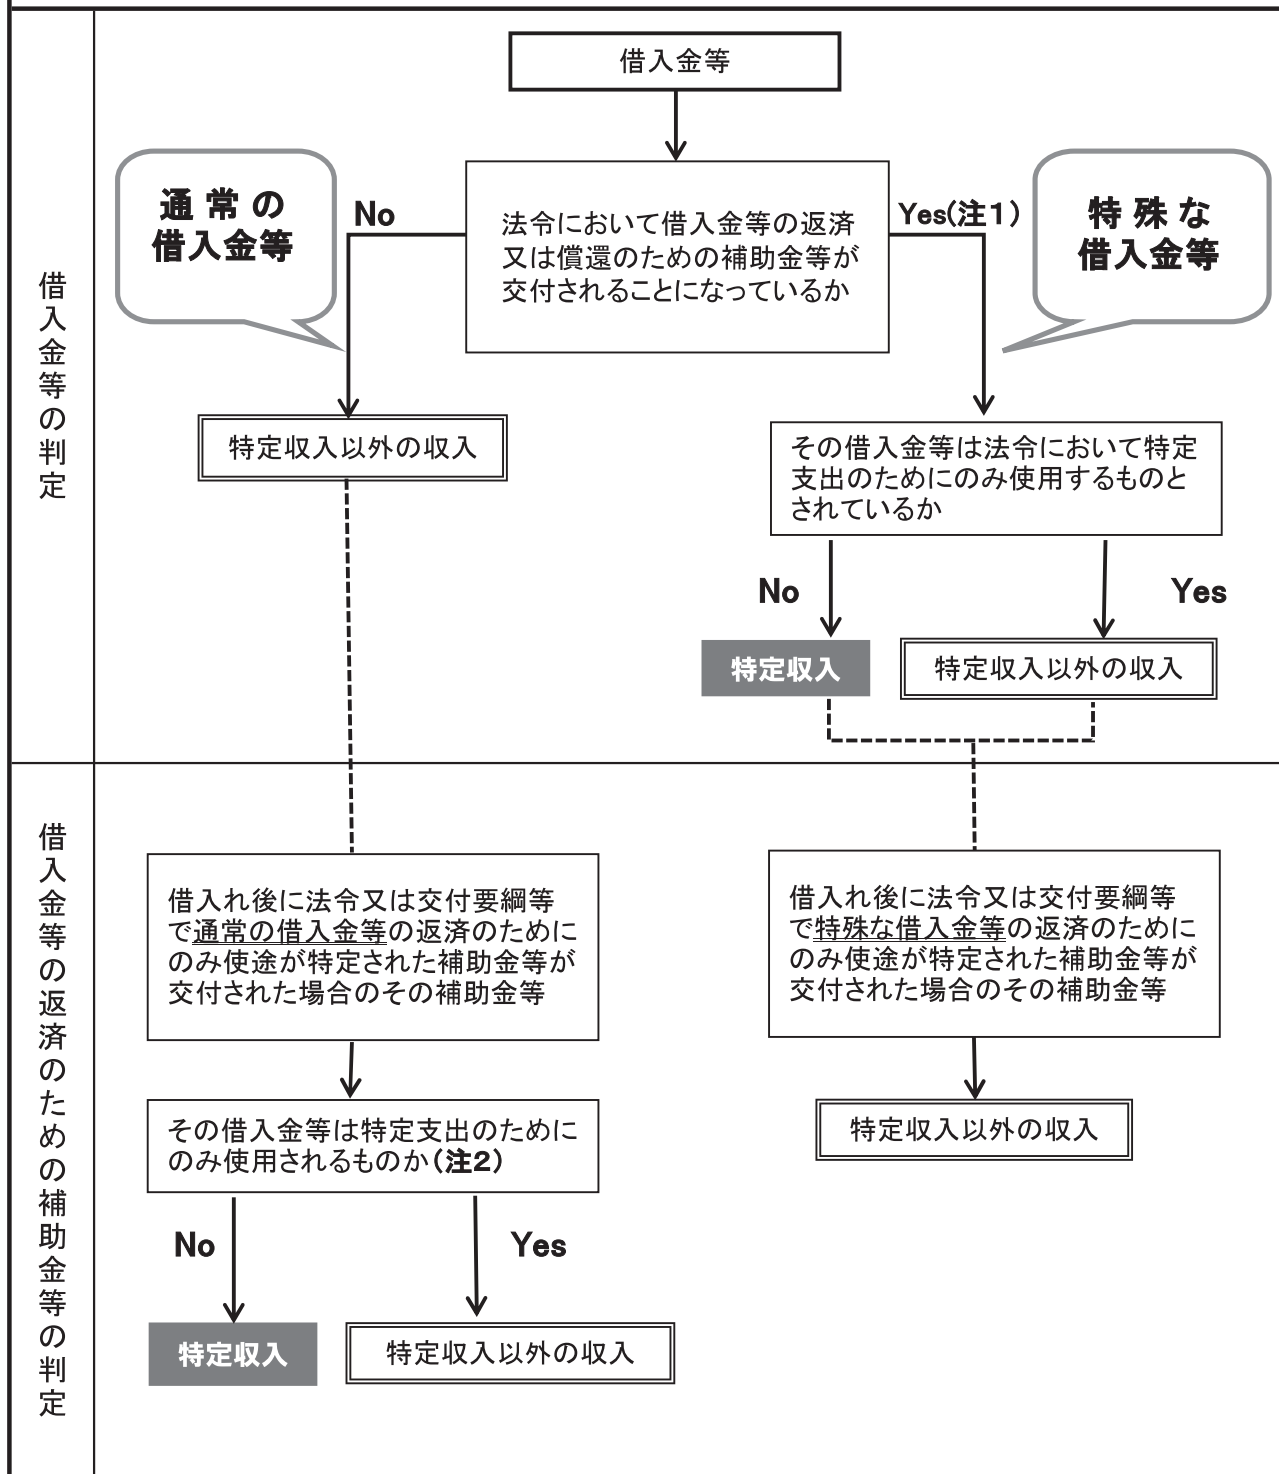 借入金等の判定
借入金等
通常の
借入金等
No
法令において借入金等の返済
又は償還のための補助金等が
交付されることになっているか
Yes(注1)
特殊な
借入金等
特定収入以外の収入
その借入金等は法令において特定
支出のためにのみ使用するものと
されているか
No
Yes
特定収入
特定収入以外の収入
借入金等の返済のための補助金等の判定
借入れ後に法令又は交付要綱等
で通常の借入金等の返済のために
のみ使途が特定された補助金等が
交付された場合のその補助金等
借入れ後に法令又は交付要綱等
で特殊な借入金等の返済のために
のみ使途が特定された補助金等が
交付された場合のその補助金等
その借入金等は特定支出のために
のみ使用されるものか(注2)
特定収入以外の収入
No
Yes
特定収入
特定収入以外の収入